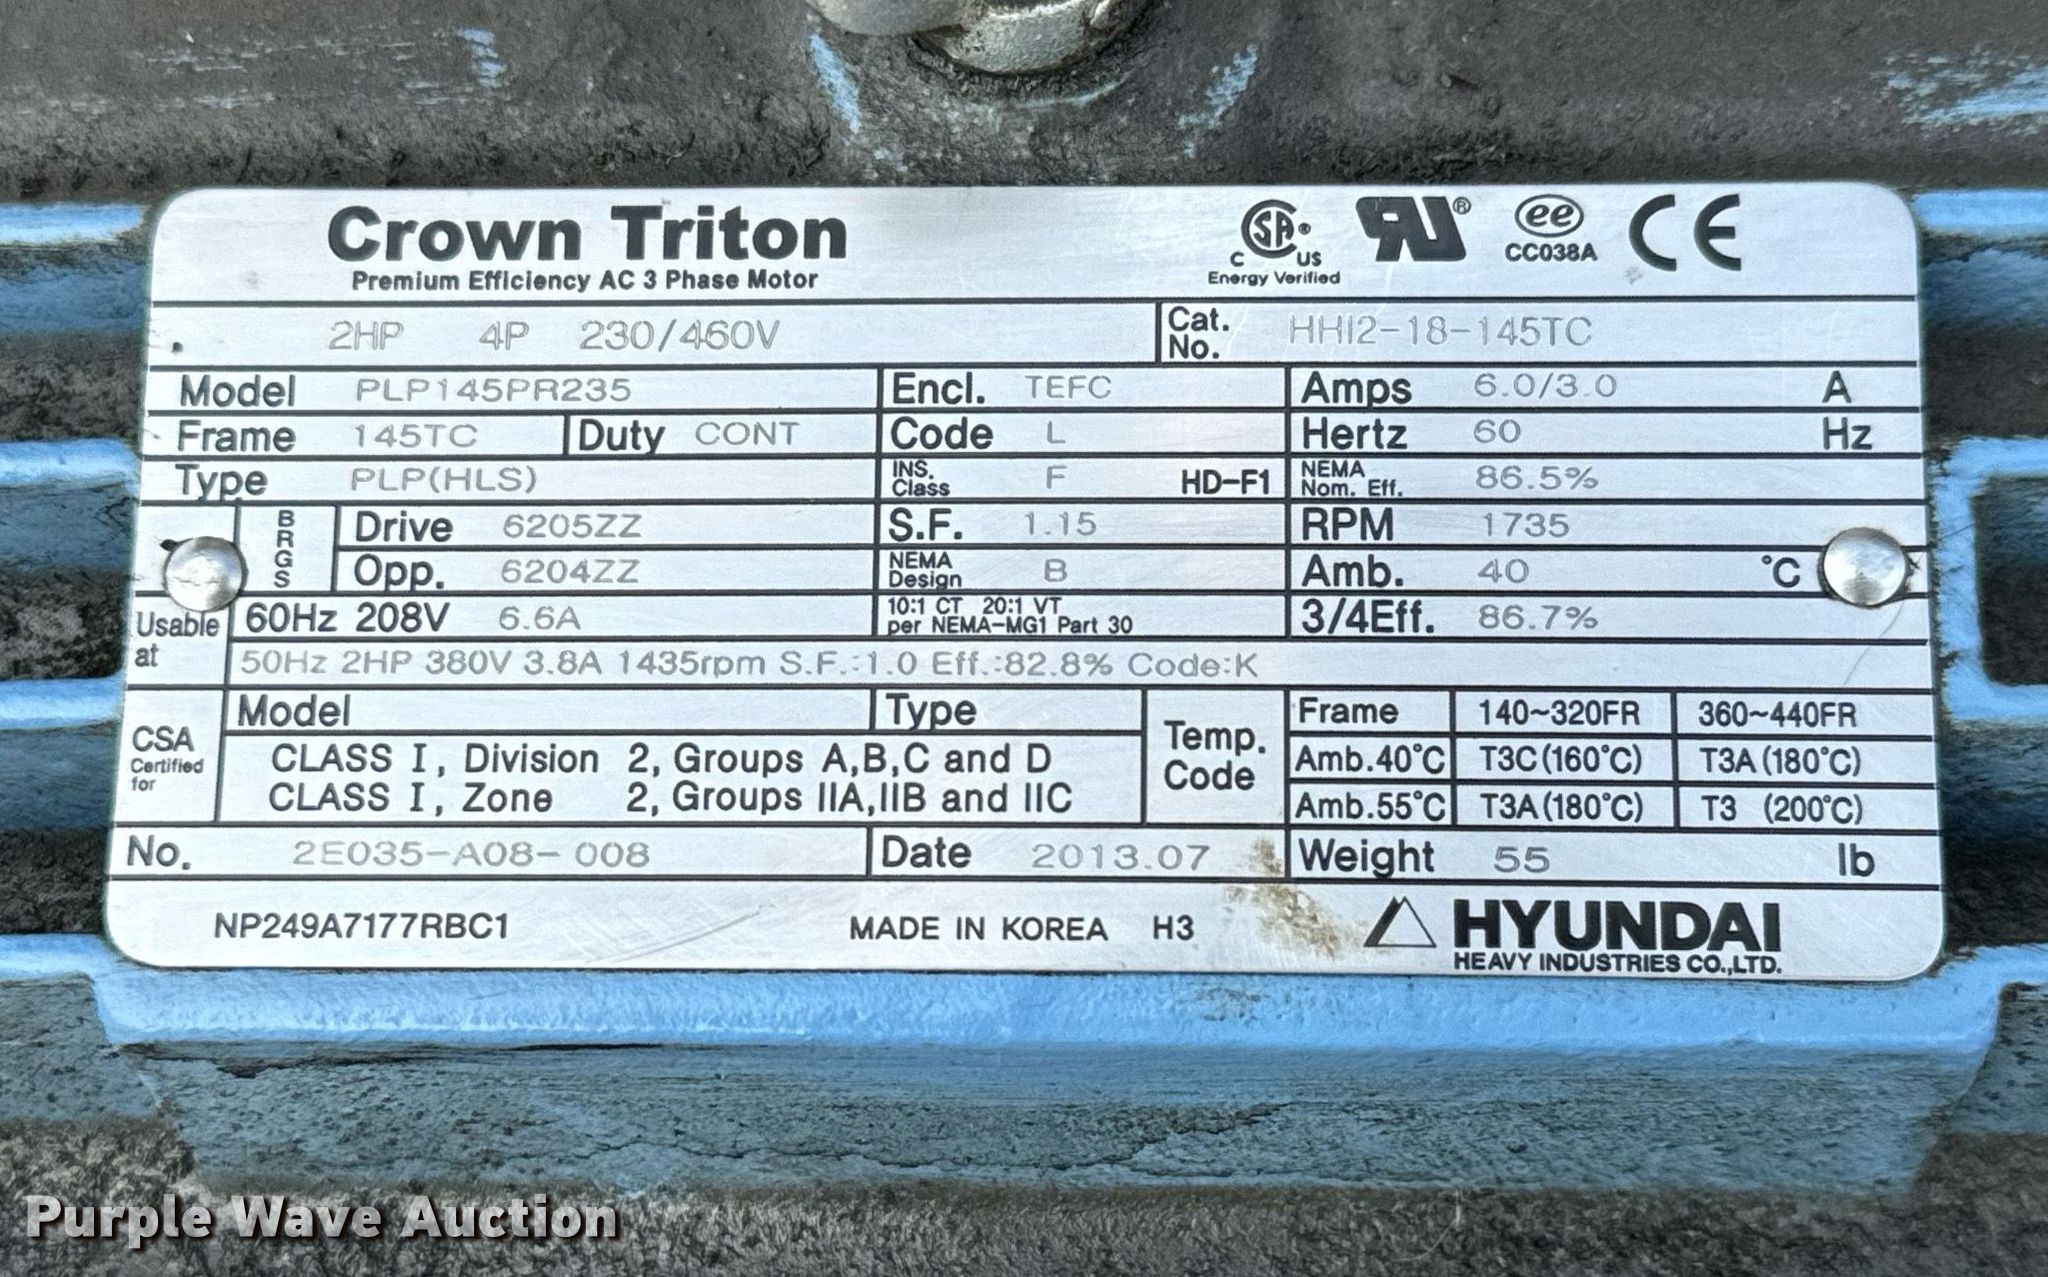 Crown Triton
Premium Efficiency AC 3 Phase Motor
CSA® C US Energy Verified
UR®
ee CC038A
CE
2HP 4P 230/460V Cat. No. HHI2-18-145TC
Model PLP145PR235 Encl. TEFC Amps 6.0/3.0 A
Frame 145TC Duty CONT Code L Hertz 60 Hz
Type PLP(HLS) INS. Class F HD-F1 NEMA Nom. Eff. 86.5%
BRGS Drive 6205ZZ S.F. 1.15 RPM 1735
Opp. 6204ZZ NEMA Design B Amb. 40 °C
Usable at 60Hz 208V 6.6A 10:1 CT 20:1 VT per NEMA-MG1 Part 30 3/4Eff. 86.7%
50Hz 2HP 380V 3.8A 1435rpm S.F.:1.0 Eff.:82.8% Code:K
CSA Certified for Model Type Temp. Code Frame 140~320FR 360~440FR
CLASS I, Division 2, Groups A,B,C and D Amb.40°C T3C(160°C) T3A(180°C)
CLASS I, Zone 2, Groups IIA,IIB and IIC Amb.55°C T3A(180°C) T3 (200°C)
No. 2E035-A08-008 Date 2013.07 Weight 55 lb
NP249A7177RBC1 MADE IN KOREA H3 HYUNDAI
HEAVY INDUSTRIES CO.,LTD.
Purple Wave Auction